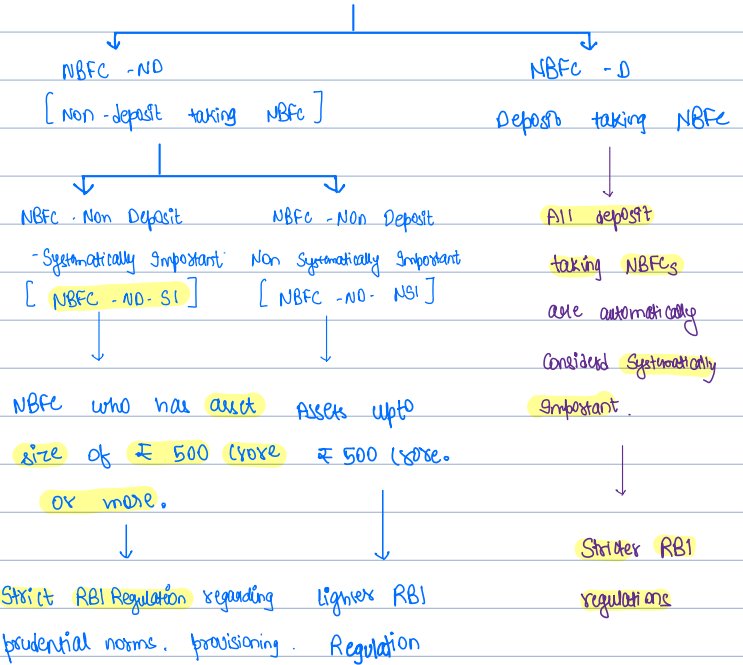 NBFC -ND
[Non-deposit taking NBFC]
NBFC - Non Deposit
-Systematically Important
[NBFC -ND- SI]
NBFC who has asset
size of ₹ 500 crore
or more.
Strict RBI Regulation regarding
prudential norms, provisioning.
NBFC - Non Deposit
Non Systematically Important
[NBFC -ND- NSI]
Assets upto
₹ 500 crore.
Lighter RBI
Regulation
NBFC -D
Deposit taking NBFC
All deposit
taking NBFCs
are automatically
considerd Systematically
Important.
Stricter RBI
regulations